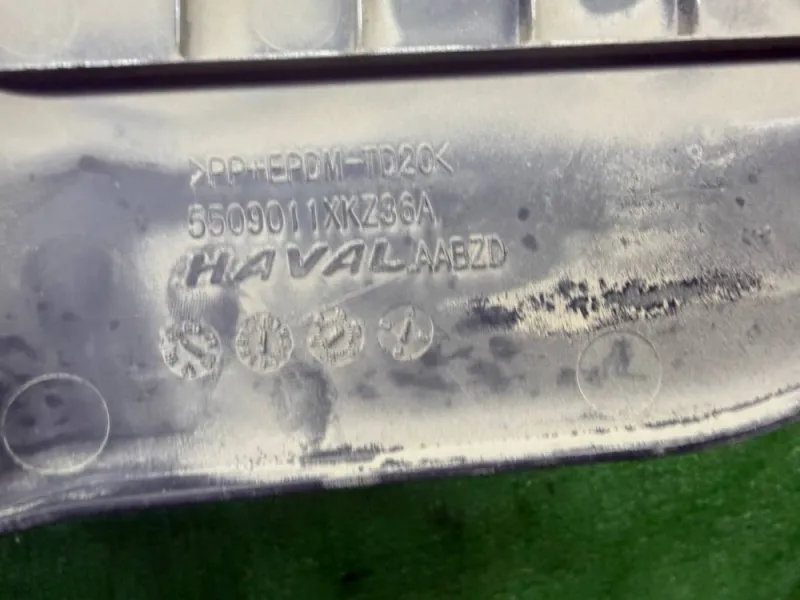 >PP+EPDM-TD20<
5509011XKZ36A
HAVAL AABZD